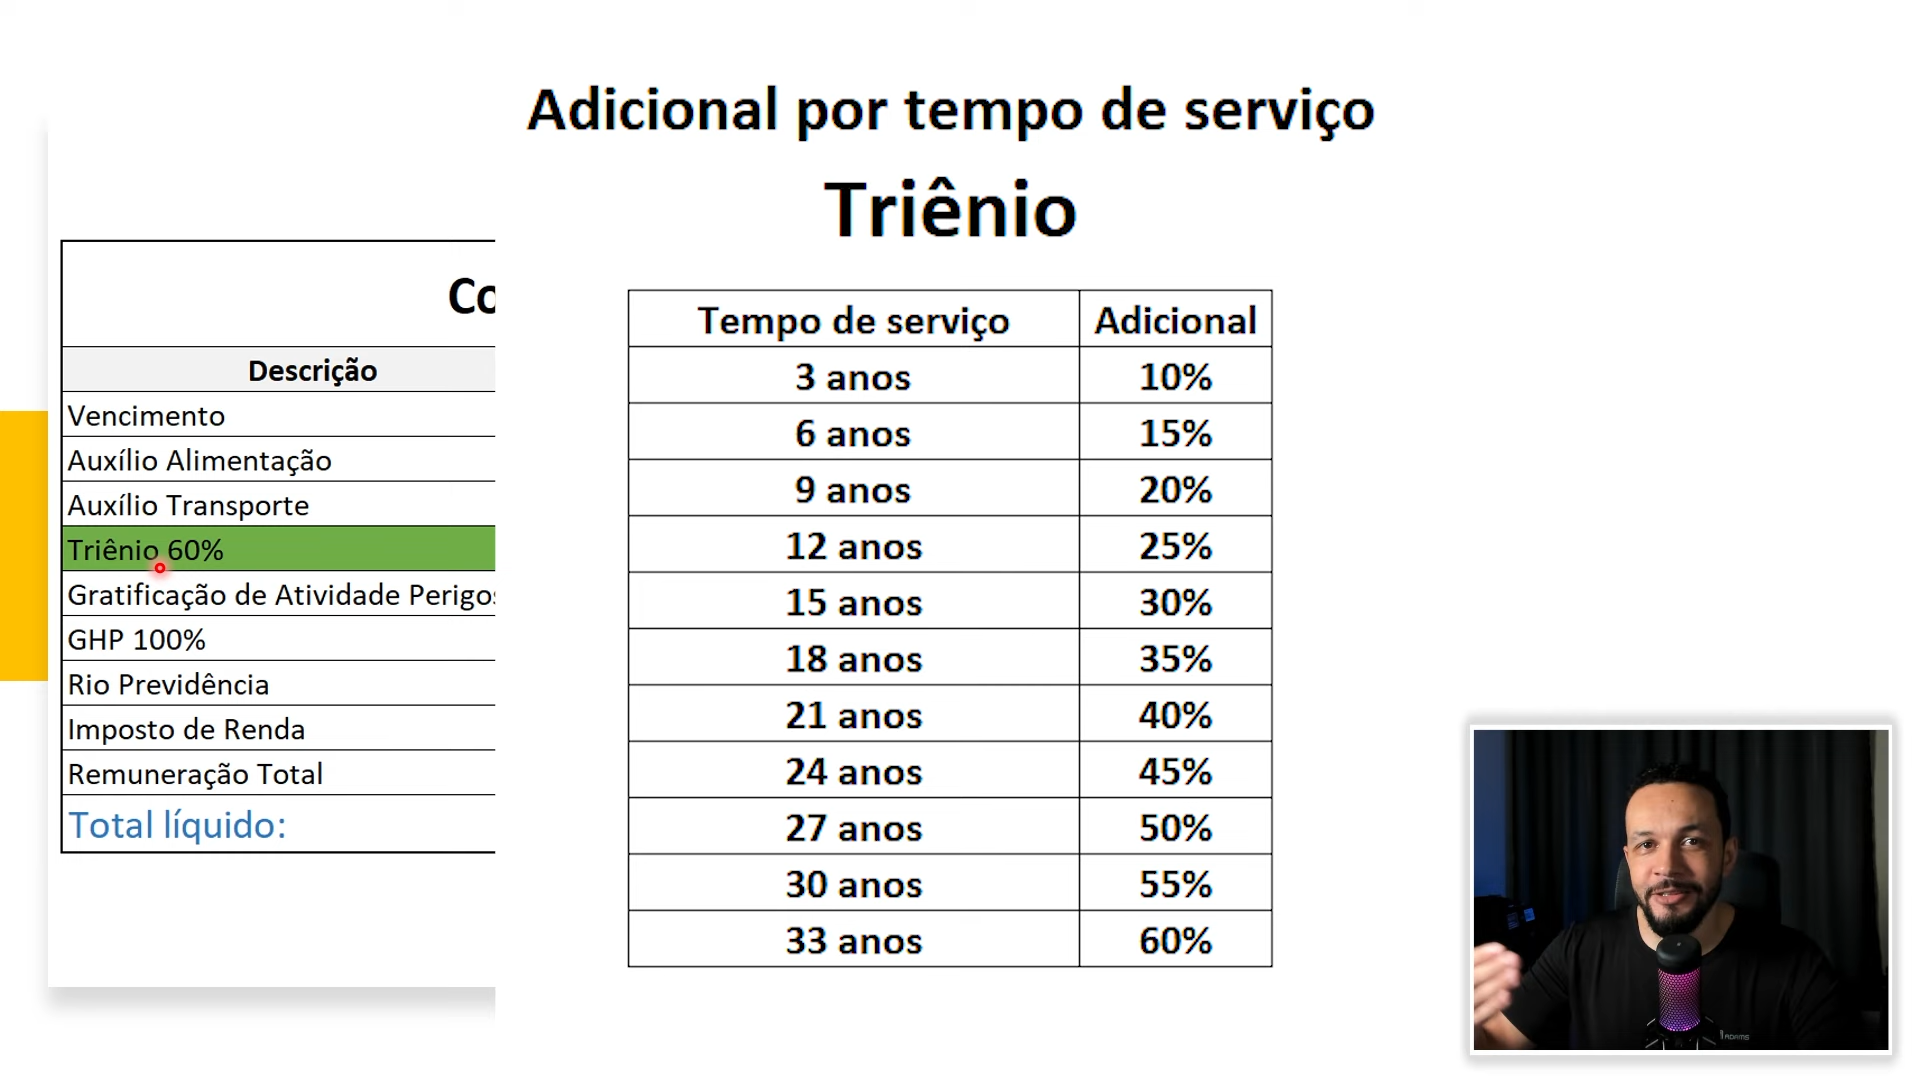 Adicional por tempo de serviço
Triênio
Co
Descrição
Vencimento
Auxílio Alimentação
Auxílio Transporte
Triênio 60%
Gratificação de Atividade Perigos
GHP 100%
Rio Previdência
Imposto de Renda
Remuneração Total
Total líquido:
Tempo de serviço Adicional
3 anos 10%
6 anos 15%
9 anos 20%
12 anos 25%
15 anos 30%
18 anos 35%
21 anos 40%
24 anos 45%
27 anos 50%
30 anos 55%
33 anos 60%
ADAMS